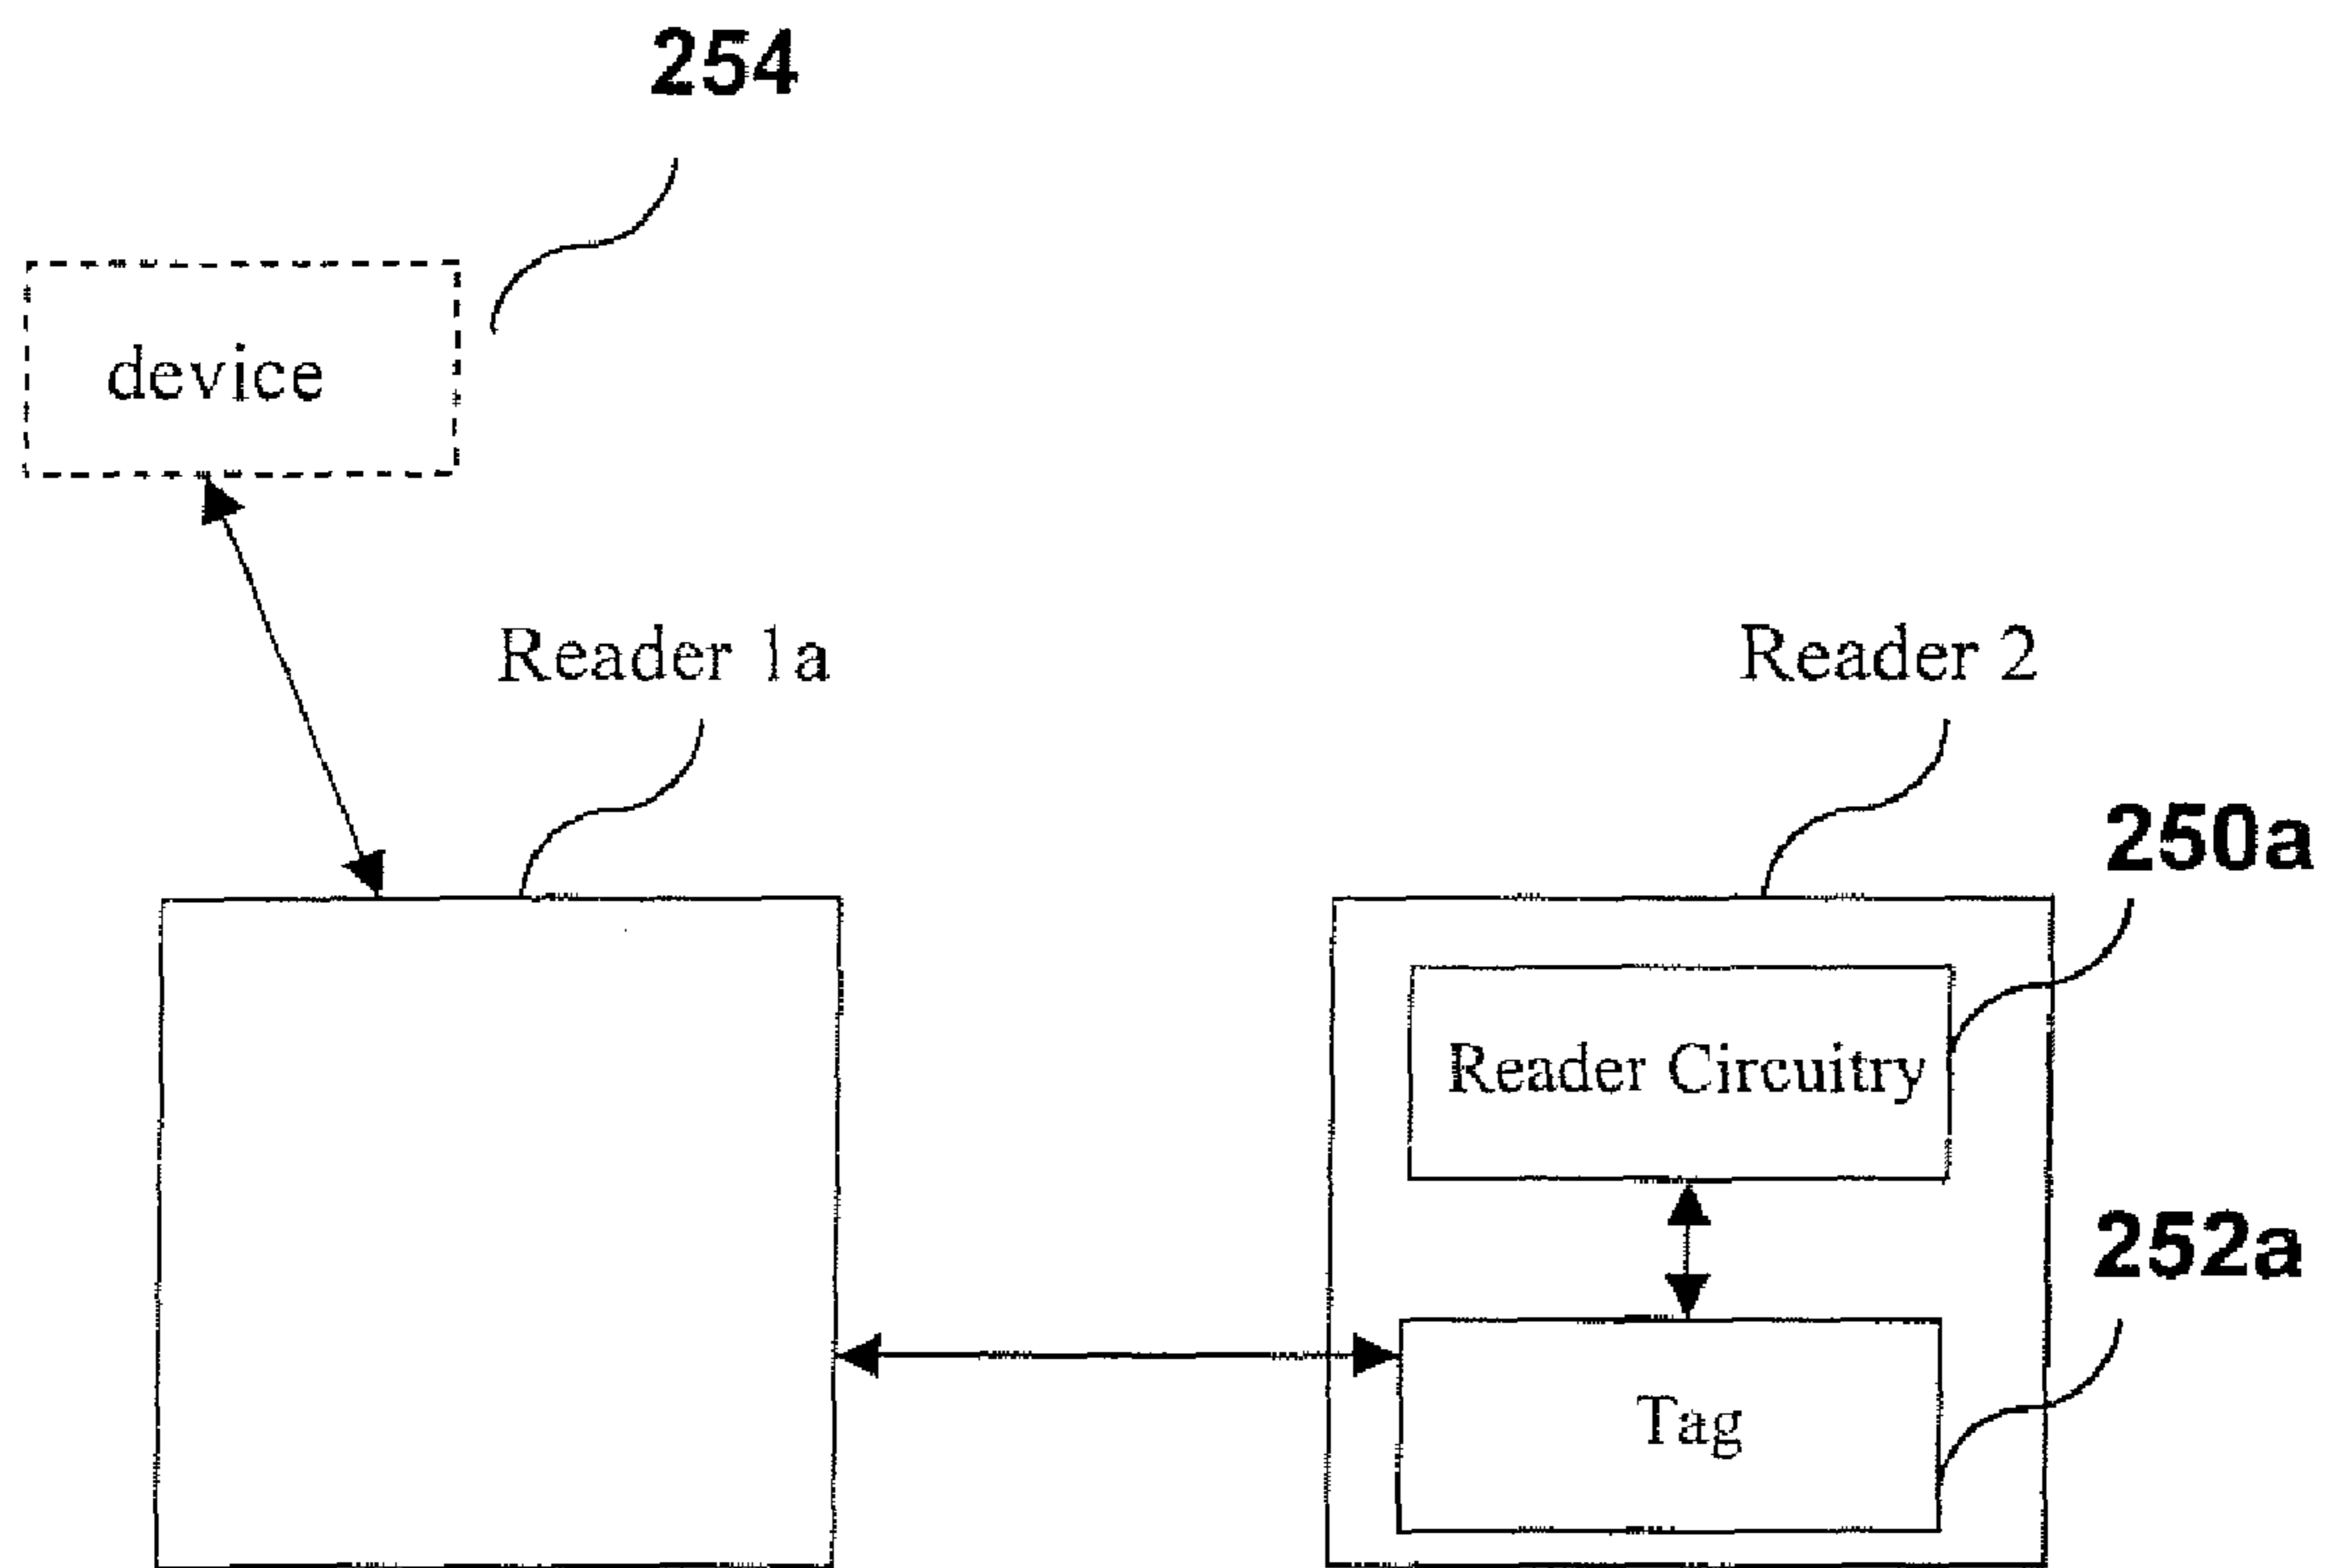 254
device
Reader 1a
Reader 2
250a
Reader Circuitry
252a
Tag